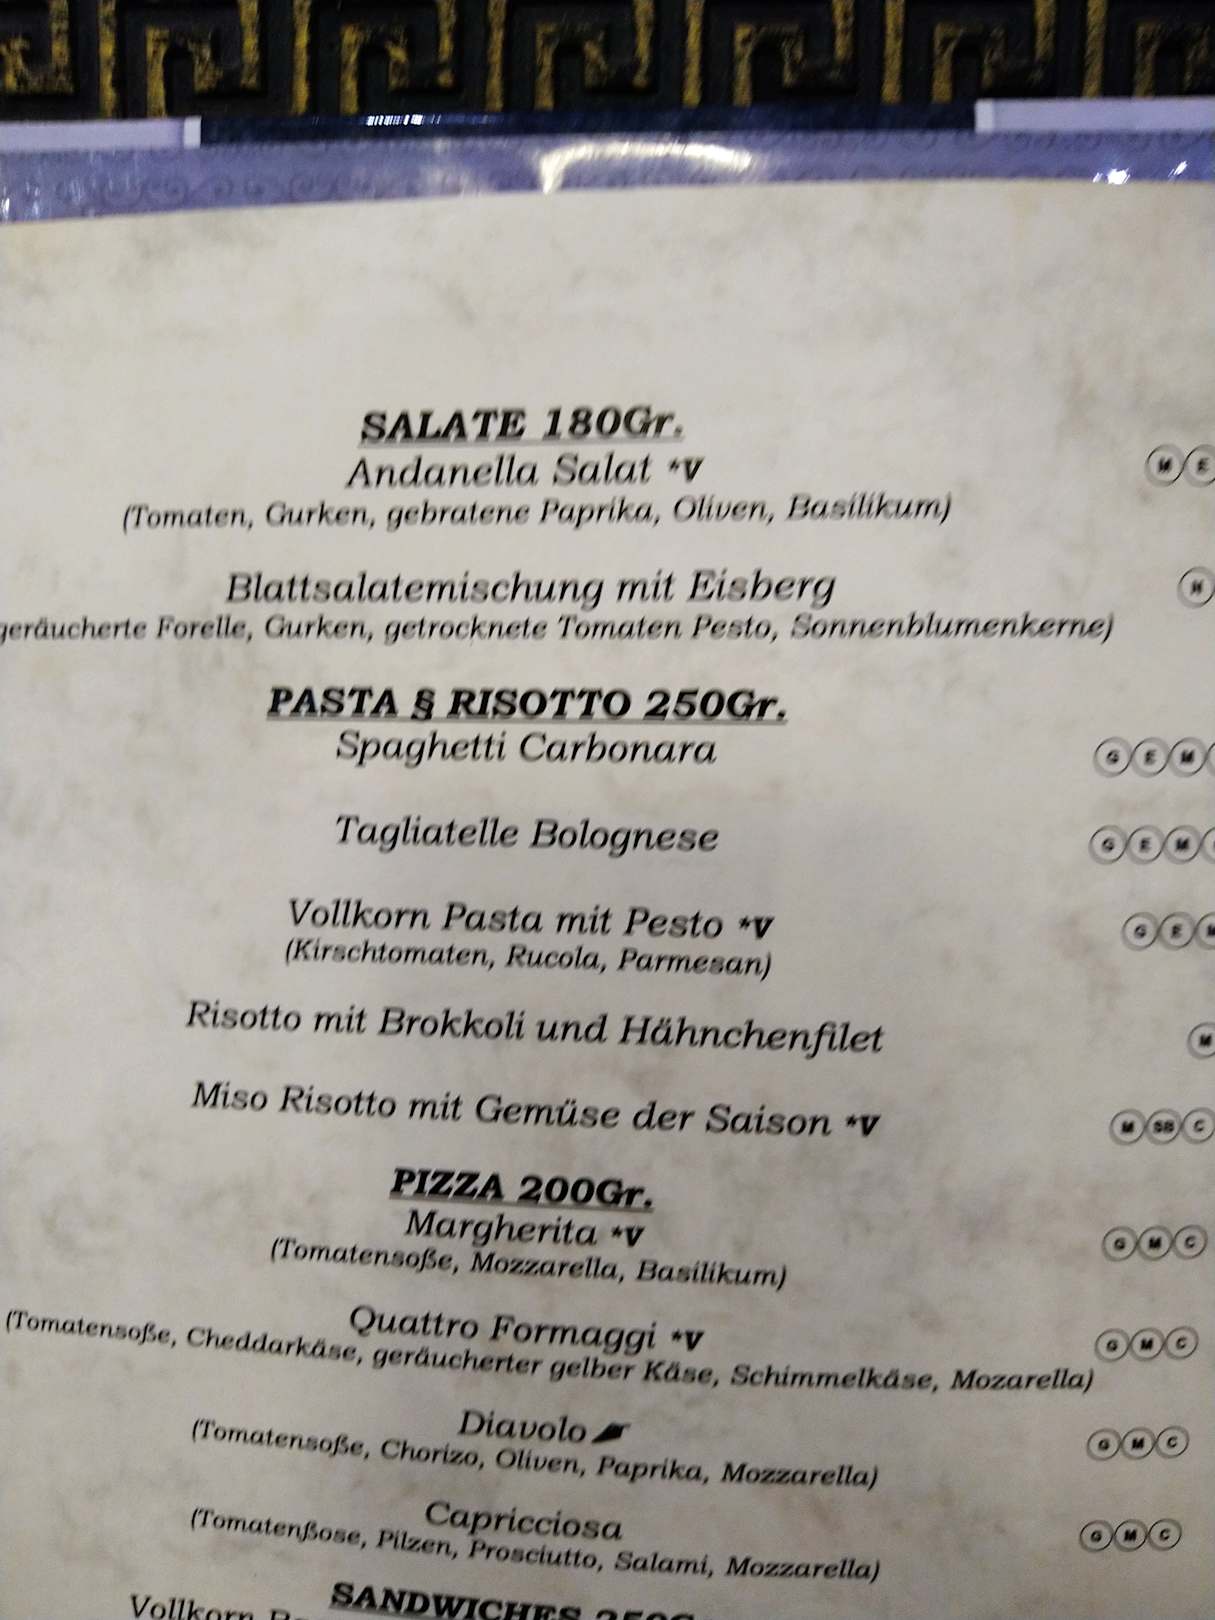 SALATE 180Gr.
Andanella Salat *V M E
(Tomaten, Gurken, gebratene Paprika, Oliven, Basilikum)
Blattsalatemischung mit Eisberg
geräucherte Forelle, Gurken, getrocknete Tomaten Pesto, Sonnenblumenkerne)
PASTA § RISOTTO 250Gr.
Spaghetti Carbonara G E M
Tagliatelle Bolognese G E M
Vollkorn Pasta mit Pesto *V G E M
(Kirschtomaten, Rucola, Parmesan)
Risotto mit Brokkoli und Hähnchenfilet M
Miso Risotto mit Gemüse der Saison *V M SB C
PIZZA 200Gr.
Margherita *V G M C
(Tomatensoße, Mozzarella, Basilikum)
Quattro Formaggi *V G M C
(Tomatensoße, Cheddarkäse, geräucherter gelber Käse, Schimmelkäse, Mozarella)
Diavolo G M C
(Tomatensoße, Chorizo, Oliven, Paprika, Mozzarella)
Capricciosa G M C
(Tomatenßose, Pilzen, Prosciutto, Salami, Mozzarella)
SANDWICHES
Vollkorn